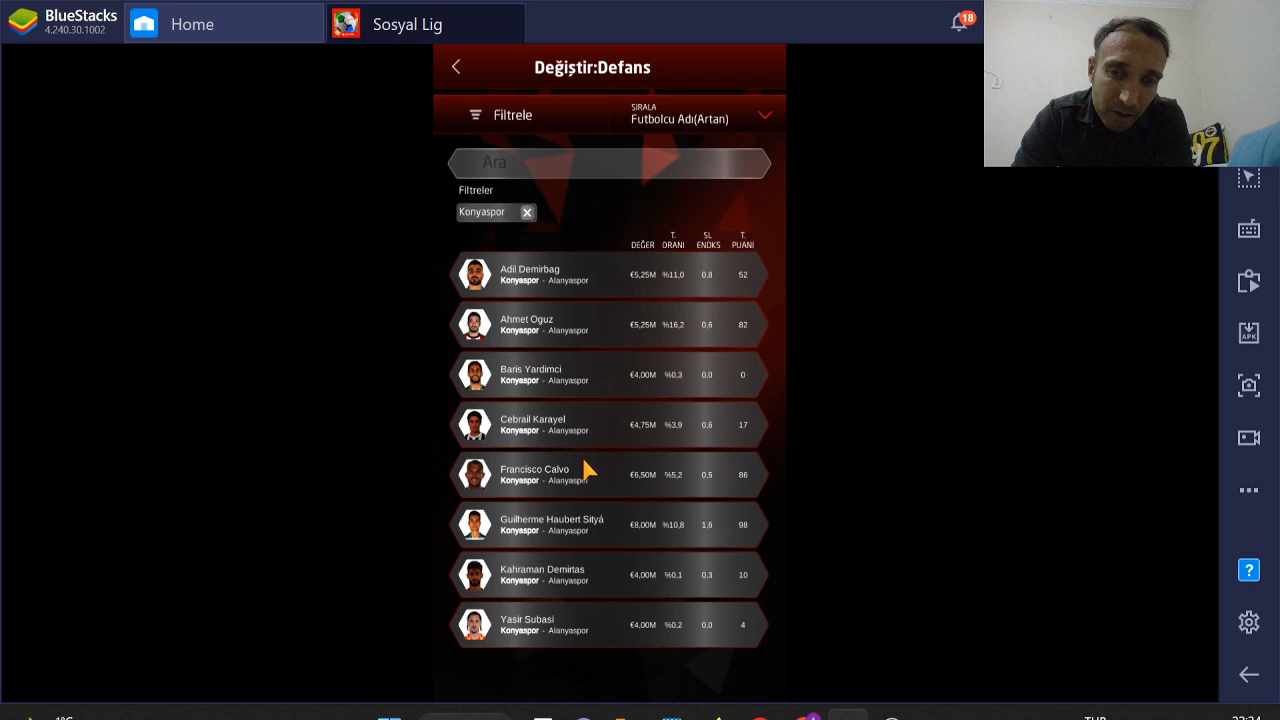 BlueStacks
4.240.30.1002
Home
Sosyal Lig
18
Değiştir:Defans
Filtrele
SIRALA
Futbolcu Adı(Artan)
Ara
Filtreler
Konyaspor
DEĞER
T. ORANI
SL ENDKS
T. PUANI
Adil Demirbag
Konyaspor - Alanyaspor
€5,25M %11,0 0,8 52
Ahmet Oguz
Konyaspor - Alanyaspor
€5,25M %16,2 0,6 82
Baris Yardimci
Konyaspor - Alanyaspor
€4,00M %0,3 0,0 0
Cebrail Karayel
Konyaspor - Alanyaspor
€4,75M %3,9 0,6 17
Francisco Calvo
Konyaspor - Alanyaspor
€6,50M %5,2 0,5 86
Guilherme Haubert Sityá
Konyaspor - Alanyaspor
€8,00M %10,8 1,6 98
Kahraman Demirtas
Konyaspor - Alanyaspor
€4,00M %0,1 0,3 10
Yasir Subasi
Konyaspor - Alanyaspor
€4,00M %0,2 0,0 4
APK
?